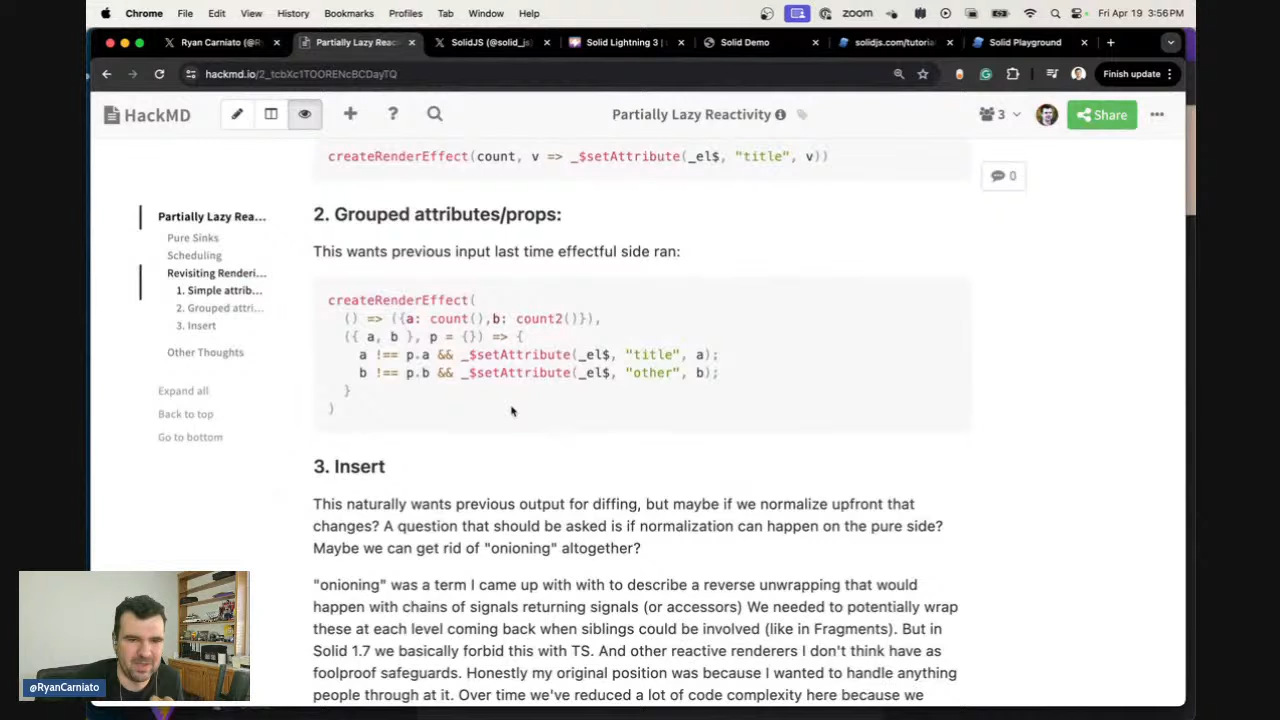 Chrome File Edit View History Bookmarks Profiles Tab Window Help zoom Fri Apr 19 3:56PM
Ryan Carniato (@R Partially Lazy Reac SolidJS (@solid_js Solid Lightning 3 | Solid Demo solidjs.com/tutoria Solid Playground
hackmd.io/2_tcbXc1TOORENcBCDayTQ Finish update
HackMD Partially Lazy Reactivity 3 Share
createRenderEffect(count, v => _$setAttribute(_el$, "title", v))
0
Partially Lazy Rea...
Pure Sinks
Scheduling
Revisiting Renderi...
1. Simple attrib...
2. Grouped attri...
3. Insert
Other Thoughts
Expand all
Back to top
Go to bottom
2. Grouped attributes/props:
This wants previous input last time effectful side ran:
createRenderEffect(
() => ({a: count(),b: count2()}),
({ a, b }, p = {}) => {
a !== p.a && _$setAttribute(_el$, "title", a);
b !== p.b && _$setAttribute(_el$, "other", b);
}
)
3. Insert
This naturally wants previous output for diffing, but maybe if we normalize upfront that
changes? A question that should be asked is if normalization can happen on the pure side?
Maybe we can get rid of "onioning" altogether?
"onioning" was a term I came up with with to describe a reverse unwrapping that would
happen with chains of signals returning signals (or accessors) We needed to potentially wrap
these at each level coming back when siblings could be involved (like in Fragments). But in
Solid 1.7 we basically forbid this with TS. And other reactive renderers I don't think have as
foolproof safeguards. Honestly my original position was because I wanted to handle anything
people through at it. Over time we've reduced a lot of code complexity here because we
@RyanCarniato